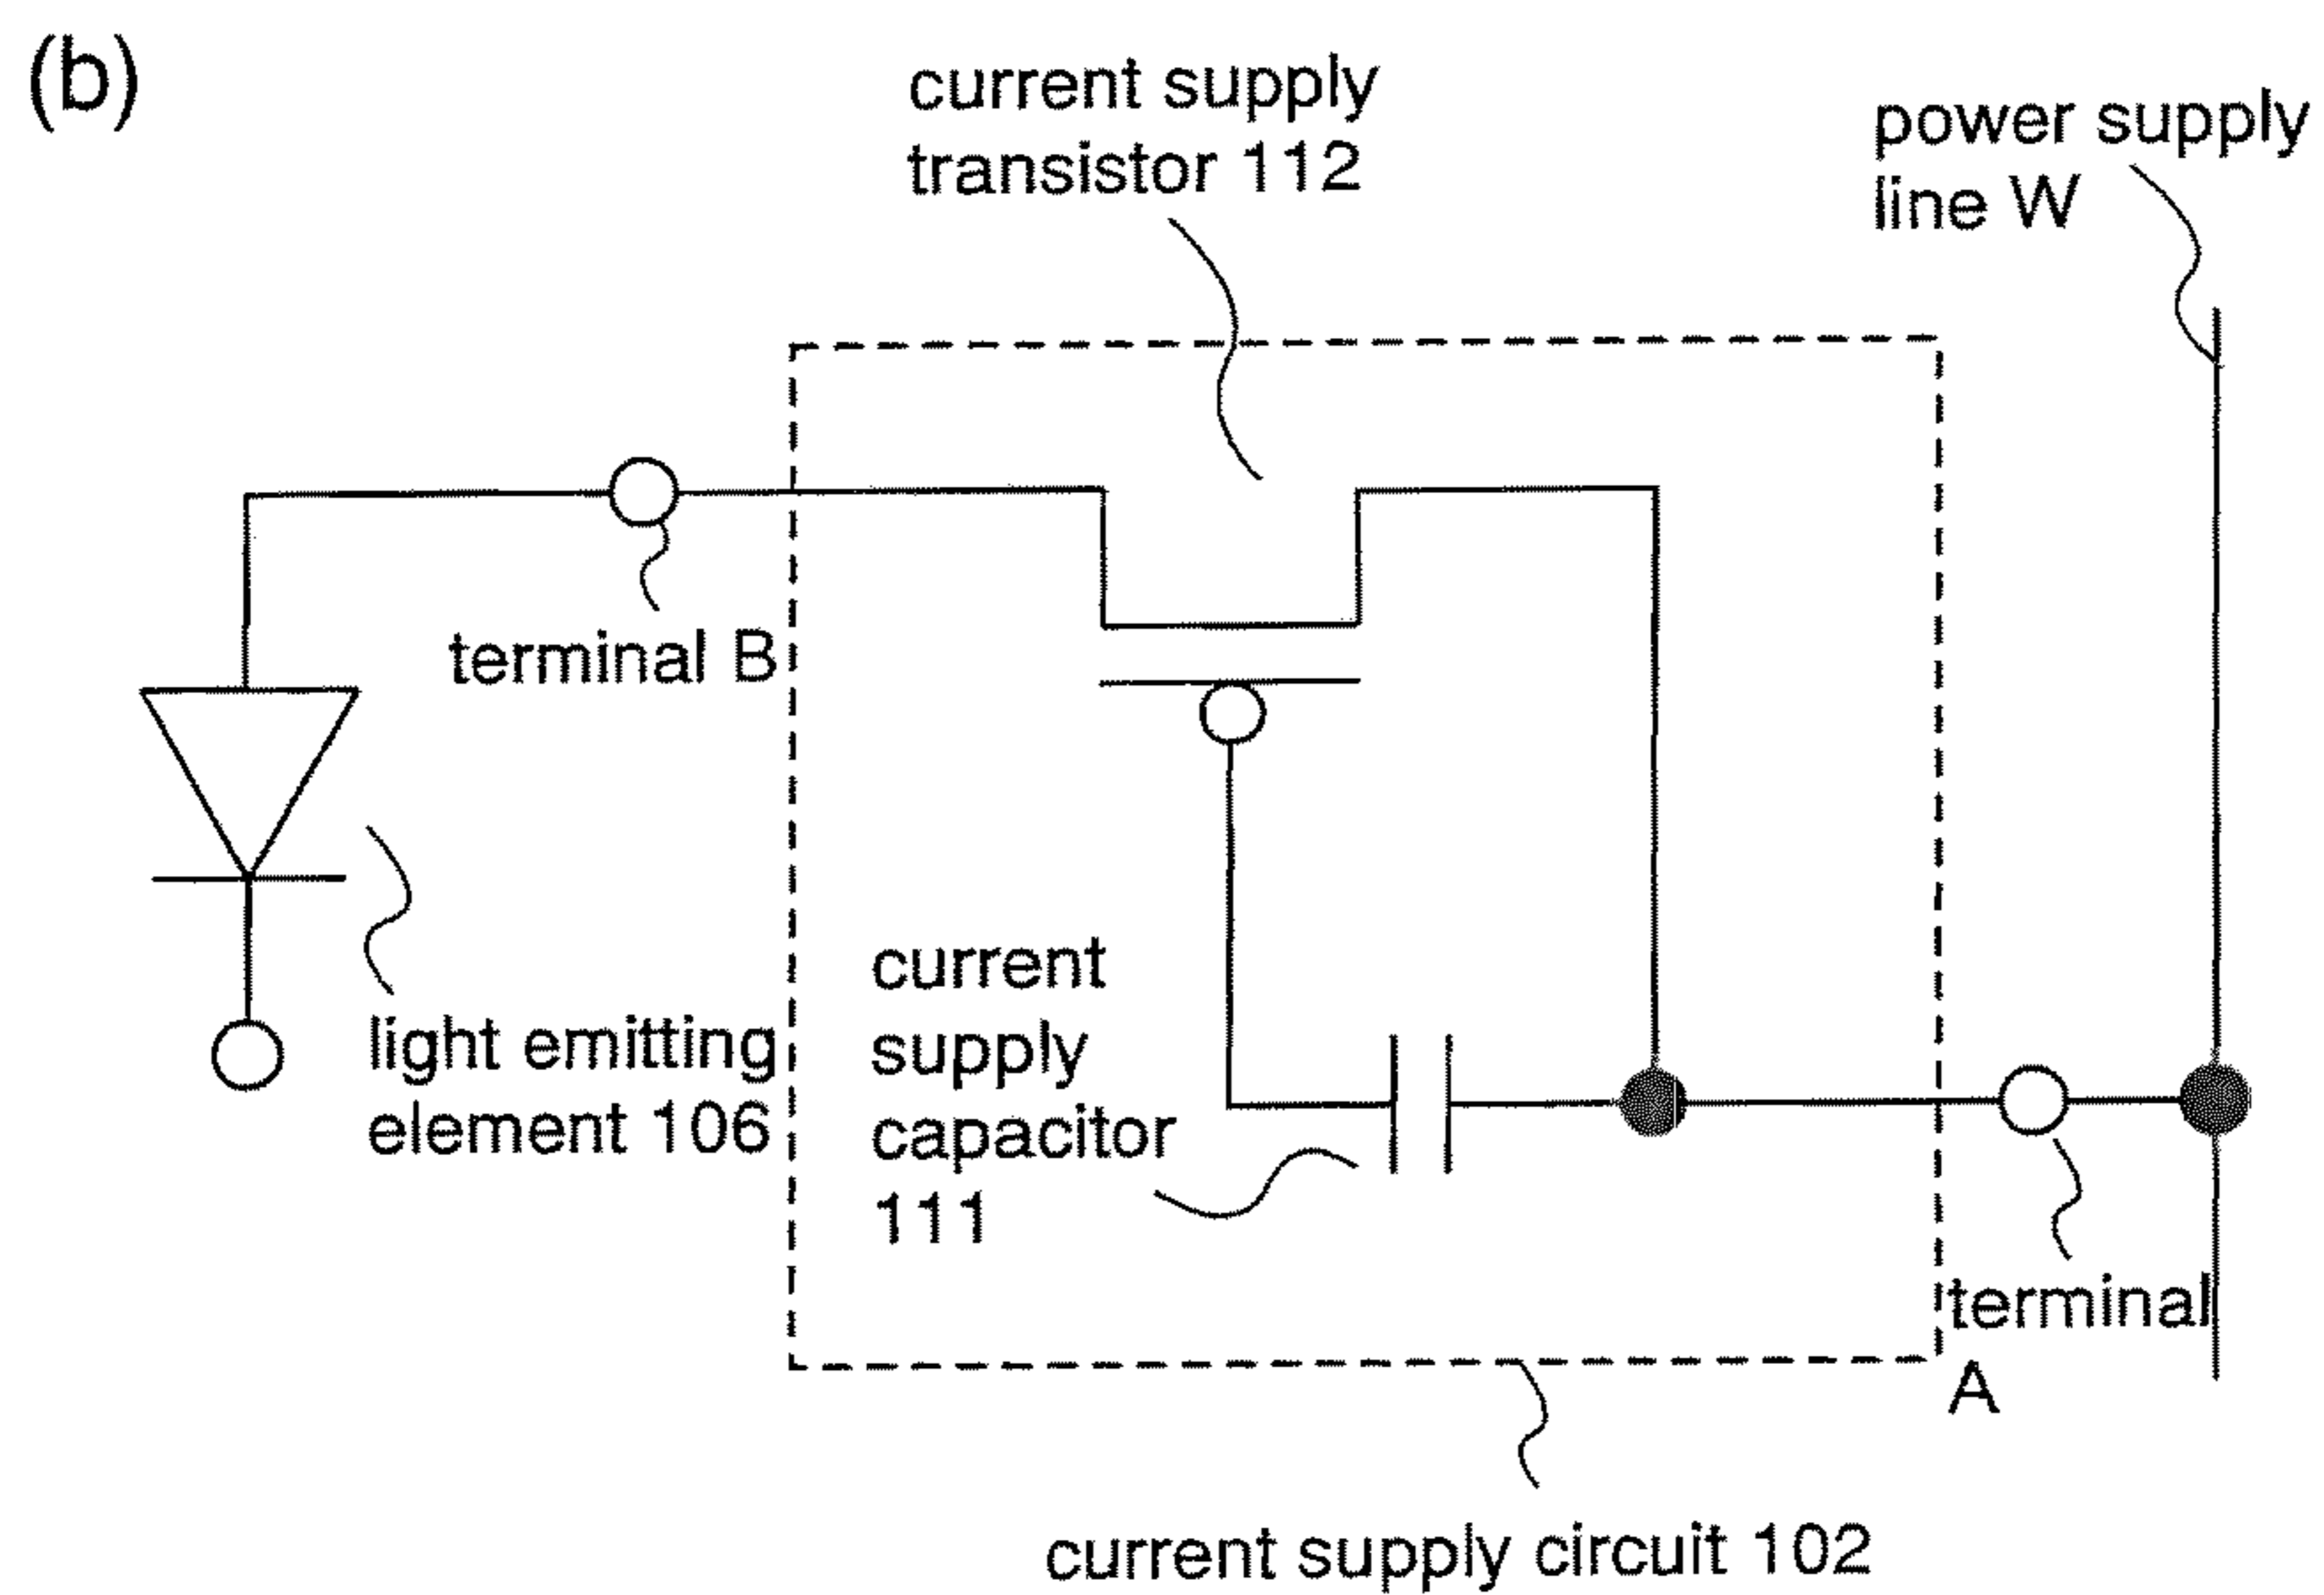 (b)
current supply
transistor 112
power supply
line W
terminal B
light emitting
element 106
current
supply
capacitor
111
terminal
A
current supply circuit 102